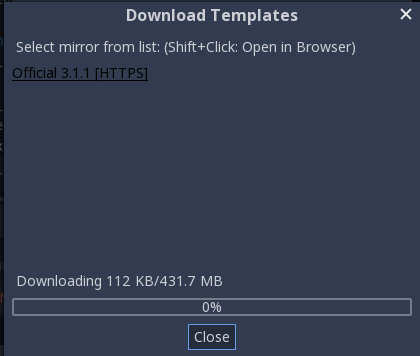 Download Templates
Select mirror from list: (Shift+Click: Open in Browser)
Official 3.1.1 [HTTPS]
Downloading 112 KB/431.7 MB
0%
Close